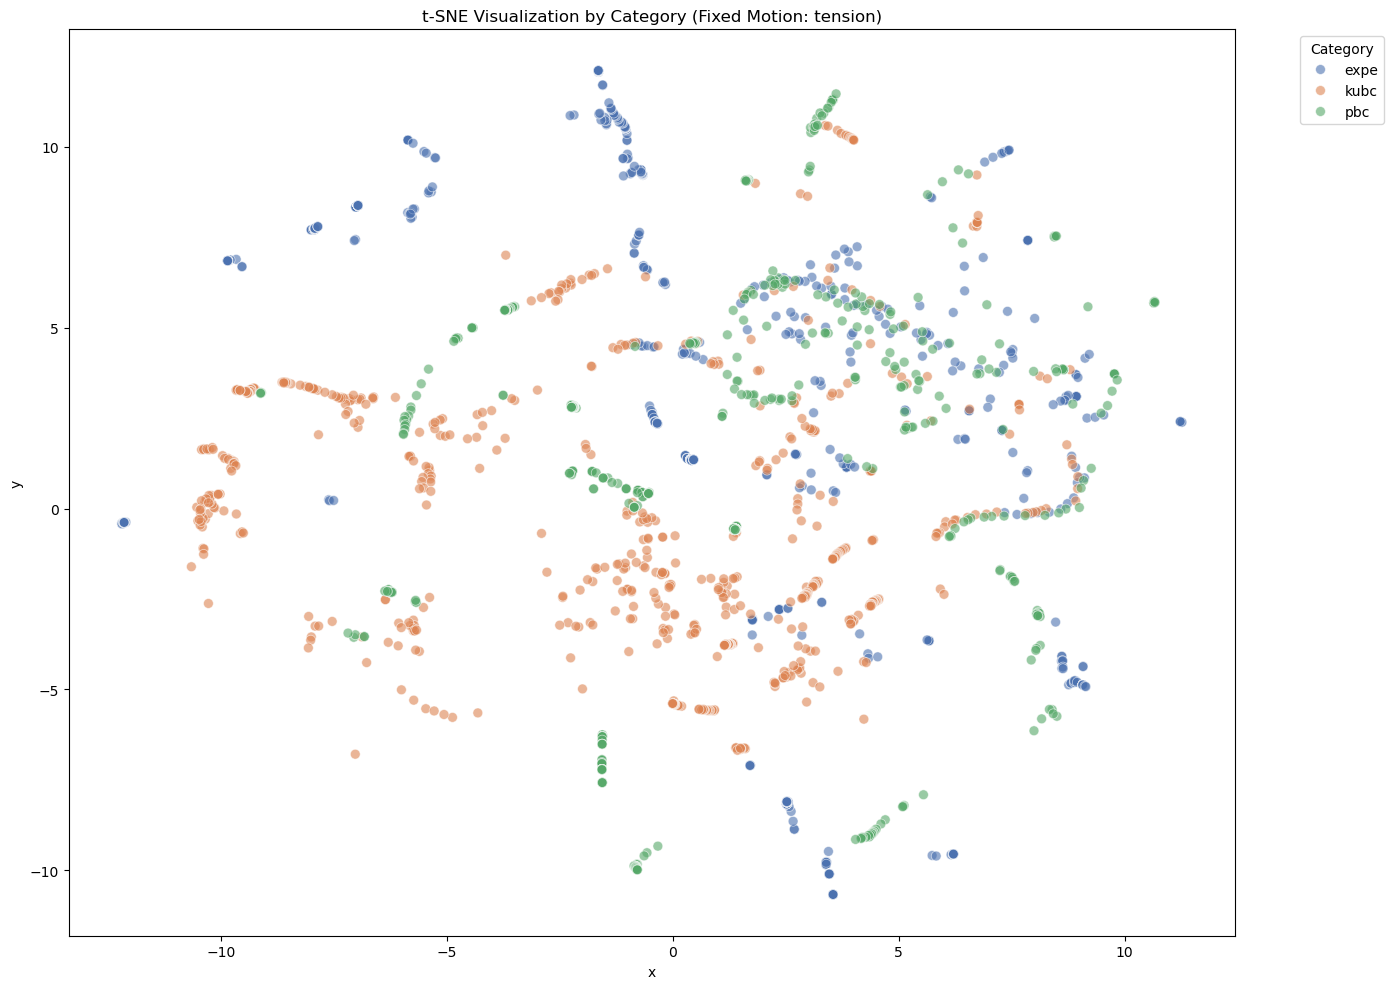 t-SNE Visualization by Category (Fixed Motion: tension)
Category
expe
kubc
pbc
10
5
0
−5
−10
y
−10
−5
0
5
10
x